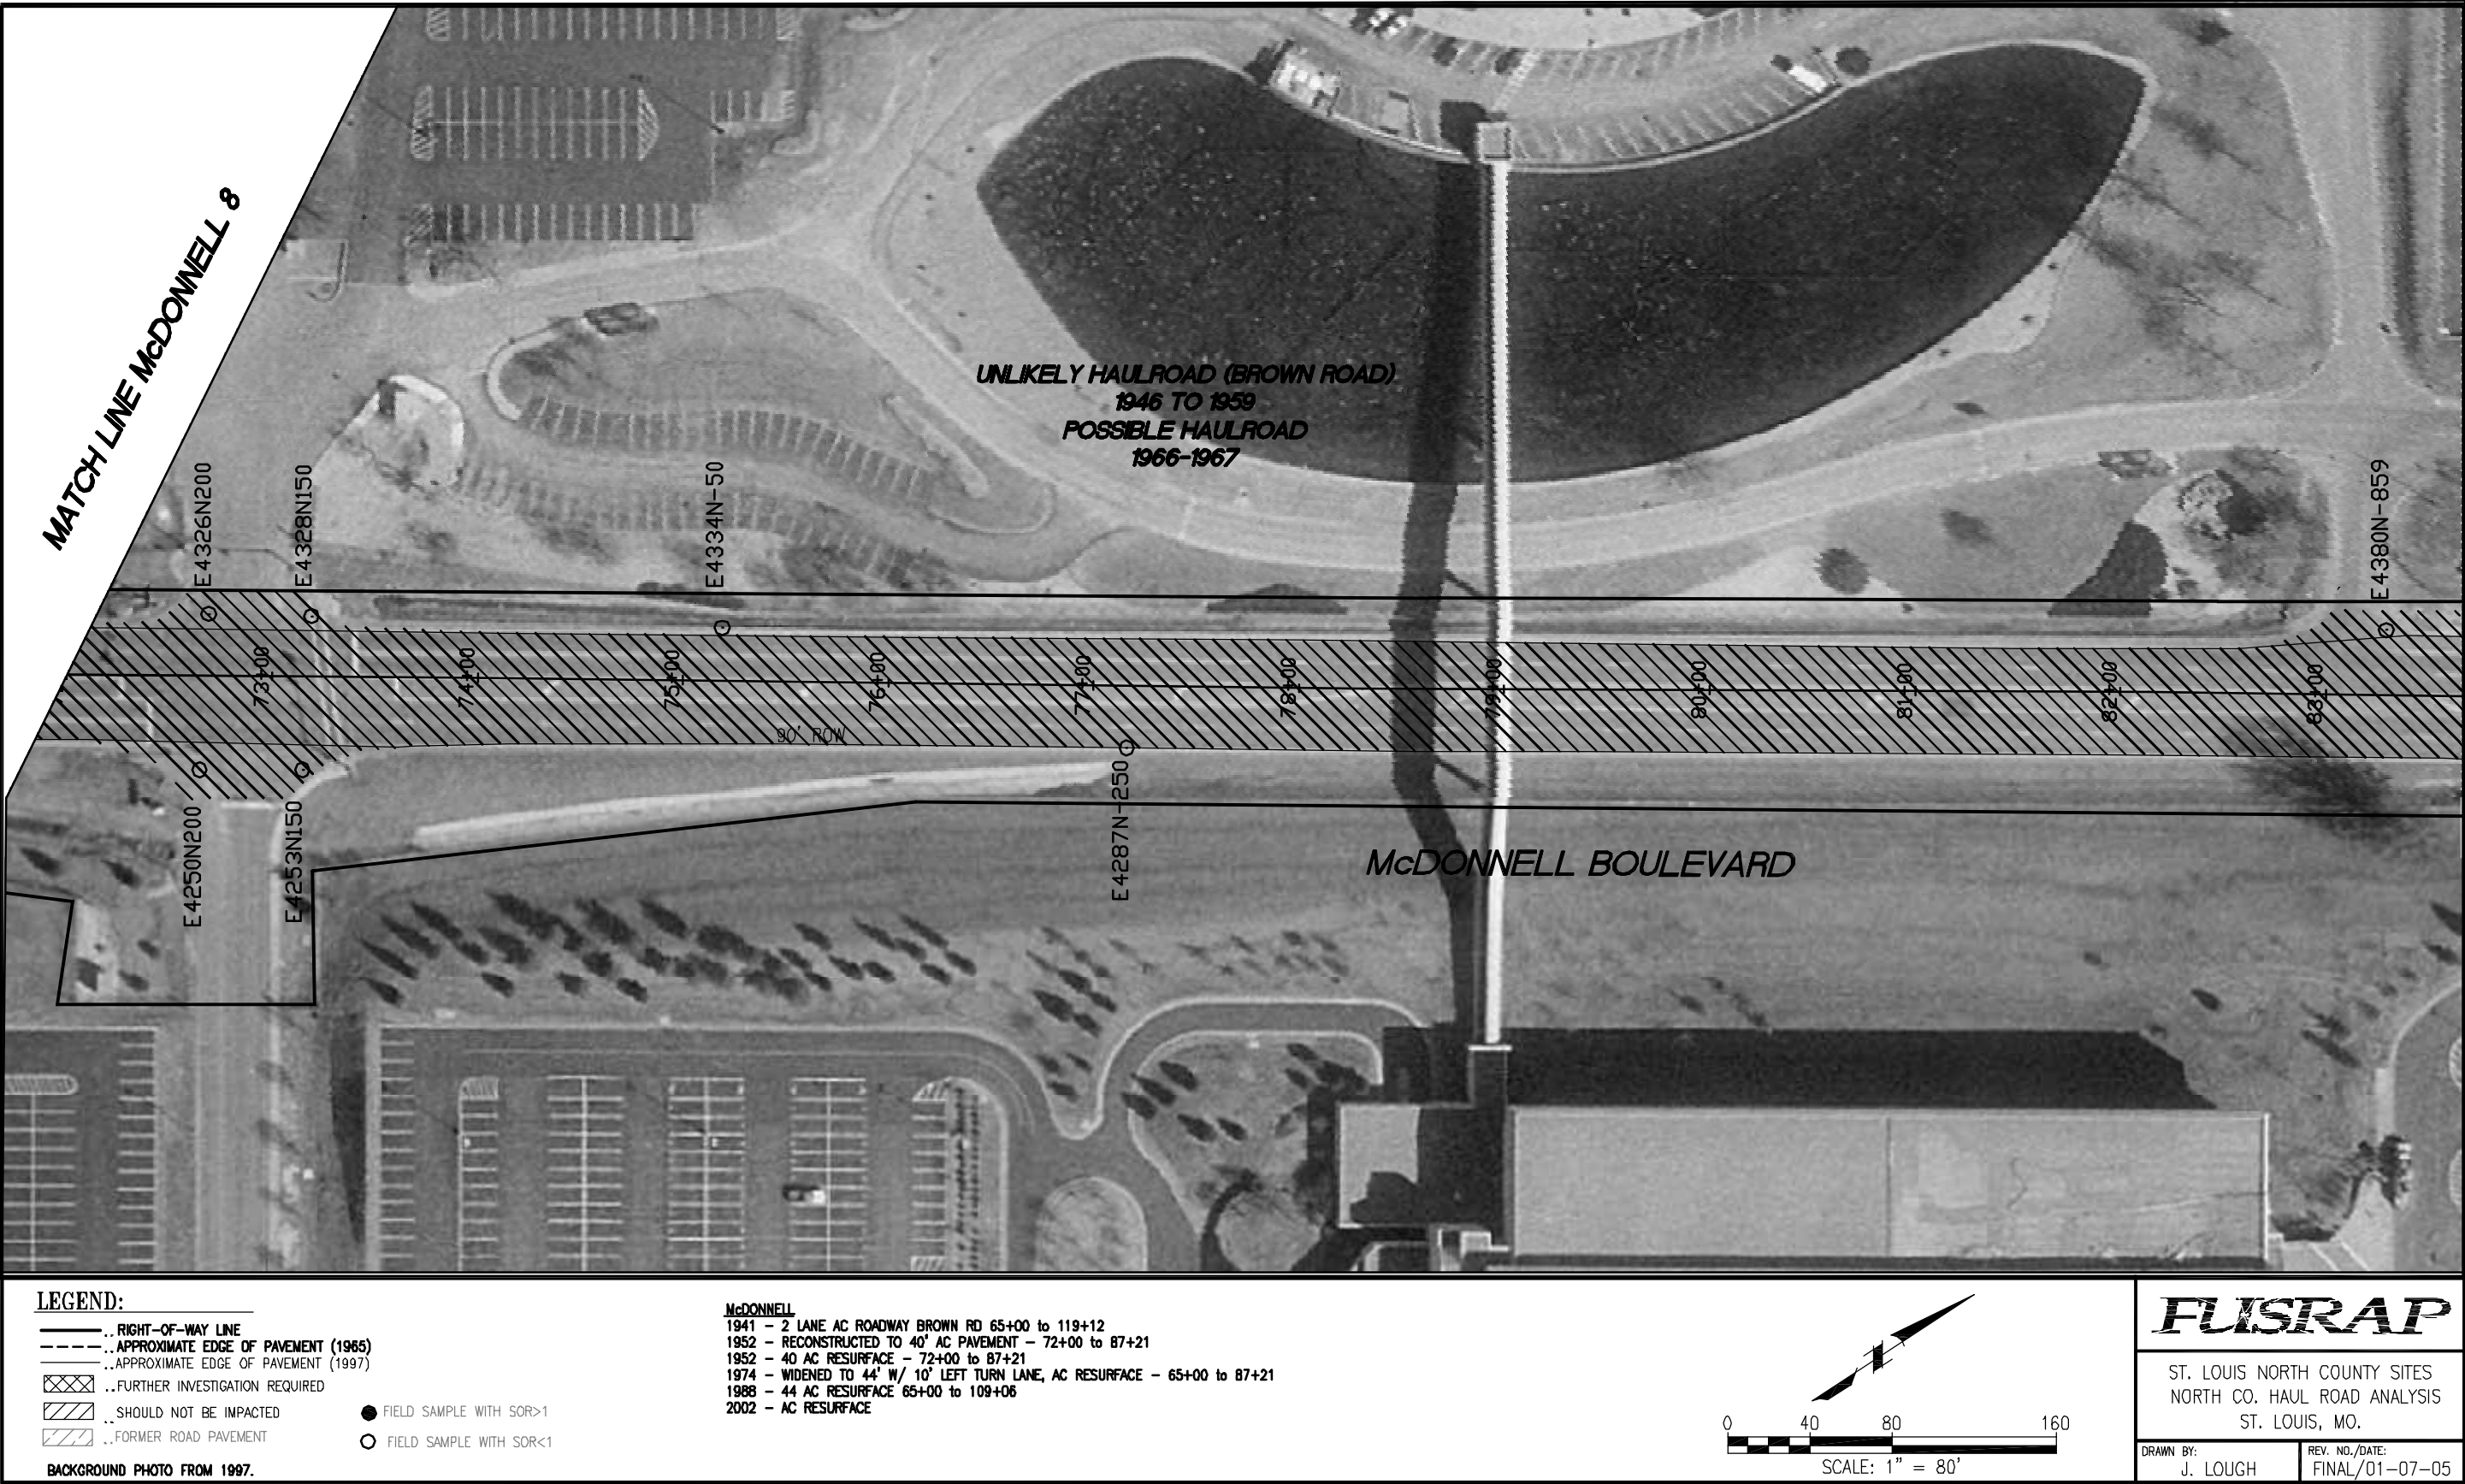 MATCH LINE McDONNELL 8
UNLIKELY HAULROAD (BROWN ROAD)
1946 TO 1959
POSSIBLE HAULROAD
1966-1967
E4326N200
E4328N150
E4334N-50
E4380N-859
73+00
74+00
75+00
76+00
77+00
78+00
79+00
80+00
81+00
82+00
83+00
90' ROW
E4250N200
E4253N150
E4287N-250
McDONNELL BOULEVARD
LEGEND:
RIGHT-OF-WAY LINE
APPROXIMATE EDGE OF PAVEMENT (1965)
APPROXIMATE EDGE OF PAVEMENT (1997)
FURTHER INVESTIGATION REQUIRED
SHOULD NOT BE IMPACTED
FORMER ROAD PAVEMENT
FIELD SAMPLE WITH SOR>1
FIELD SAMPLE WITH SOR<1
BACKGROUND PHOTO FROM 1997.
McDONNELL
1941 - 2 LANE AC ROADWAY BROWN RD 65+00 to 119+12
1952 - RECONSTRUCTED TO 40' AC PAVEMENT - 72+00 to 87+21
1952 - 40 AC RESURFACE - 72+00 to 87+21
1974 - WIDENED TO 44' W/ 10' LEFT TURN LANE, AC RESURFACE - 65+00 to 87+21
1988 - 44 AC RESURFACE 65+00 to 109+06
2002 - AC RESURFACE
0 40 80 160
SCALE: 1" = 80'
FUSRAP
ST. LOUIS NORTH COUNTY SITES
NORTH CO. HAUL ROAD ANALYSIS
ST. LOUIS, MO.
DRAWN BY:
J. LOUGH
REV. NO./DATE:
FINAL/01-07-05